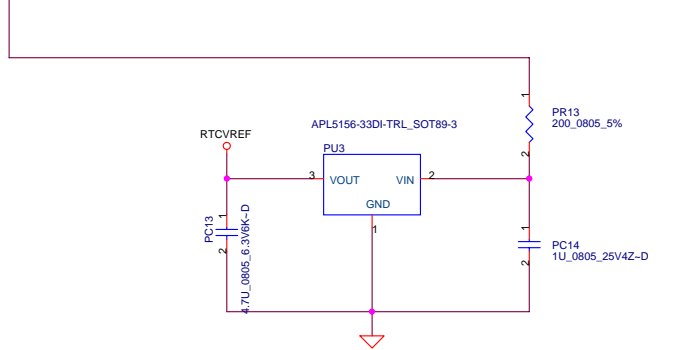 1
PR13
200_0805_5%
2
RTCVREF
APL5156-33DI-TRL_SOT89-3
PU3
3
VOUT
VIN
2
GND
1
PC13
1
2
4.7U_0805_6.3V6K~D
1
2
PC14
1U_0805_25V4Z~D